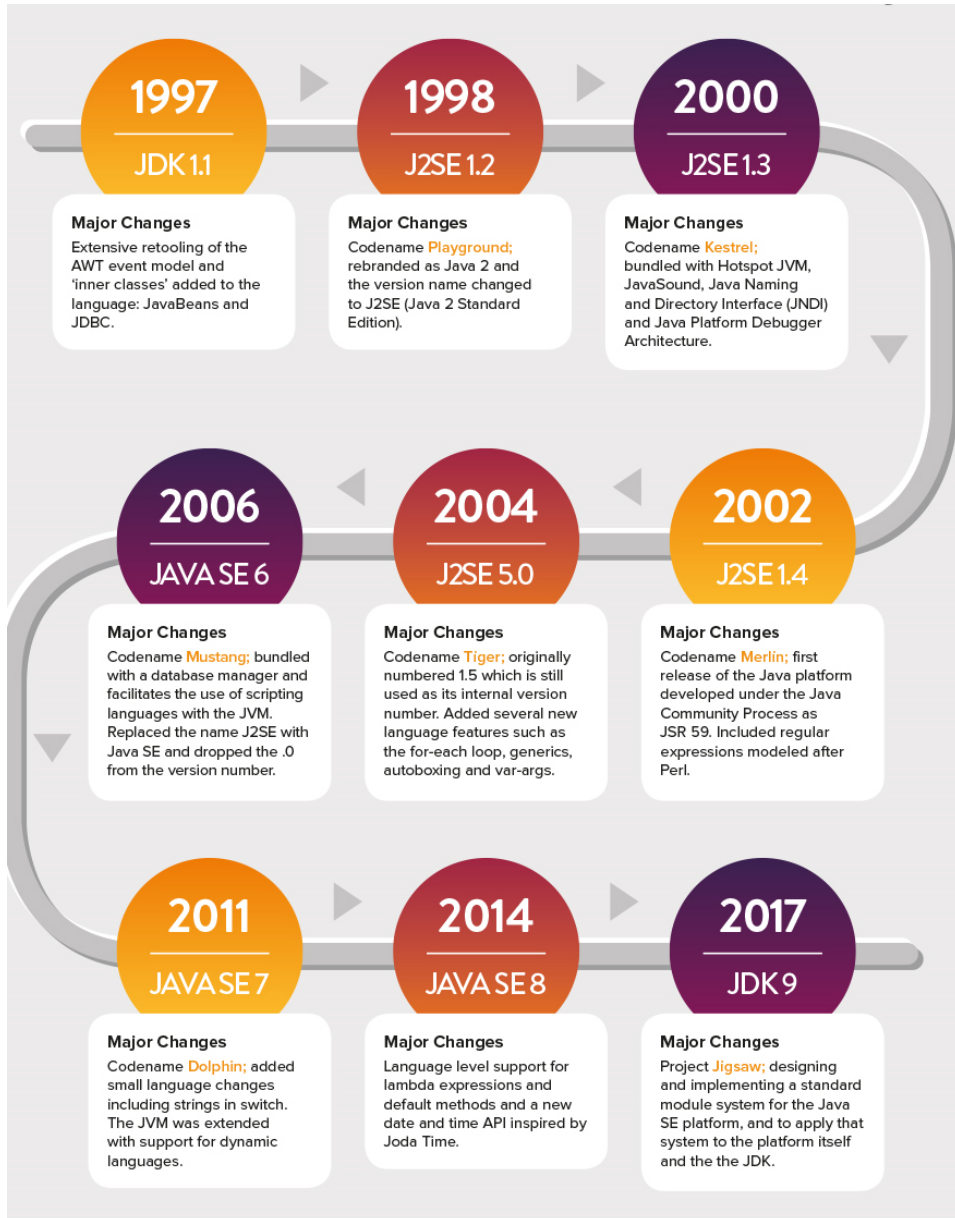 1997
JDK 1.1
Major Changes
Extensive retooling of the
AWT event model and
‘inner classes’ added to the
language: JavaBeans and
JDBC.
1998
J2SE 1.2
Major Changes
Codename Playground;
rebranded as Java 2 and
the version name changed
to J2SE (Java 2 Standard
Edition).
2000
J2SE 1.3
Major Changes
Codename Kestrel;
bundled with Hotspot JVM,
JavaSound, Java Naming
and Directory Interface (JNDI)
and Java Platform Debugger
Architecture.
2006
JAVA SE 6
Major Changes
Codename Mustang; bundled
with a database manager and
facilitates the use of scripting
languages with the JVM.
Replaced the name J2SE with
Java SE and dropped the .0
from the version number.
2004
J2SE 5.0
Major Changes
Codename Tíger; originally
numbered 1.5 which is still
used as its internal version
number. Added several new
language features such as
the for-each loop, generics,
autoboxing and var-args.
2002
J2SE 1.4
Major Changes
Codename Merlín; first
release of the Java platform
developed under the Java
Community Process as
JSR 59. Included regular
expressions modeled after
Perl.
2011
JAVA SE 7
Major Changes
Codename Dolphin; added
small language changes
including strings in switch.
The JVM was extended
with support for dynamic
languages.
2014
JAVA SE 8
Major Changes
Language level support for
lambda expressions and
default methods and a new
date and time API inspired by
Joda Time.
2017
JDK 9
Major Changes
Project Jigsaw; designing
and implementing a standard
module system for the Java
SE platform, and to apply that
system to the platform itself
and the the JDK.